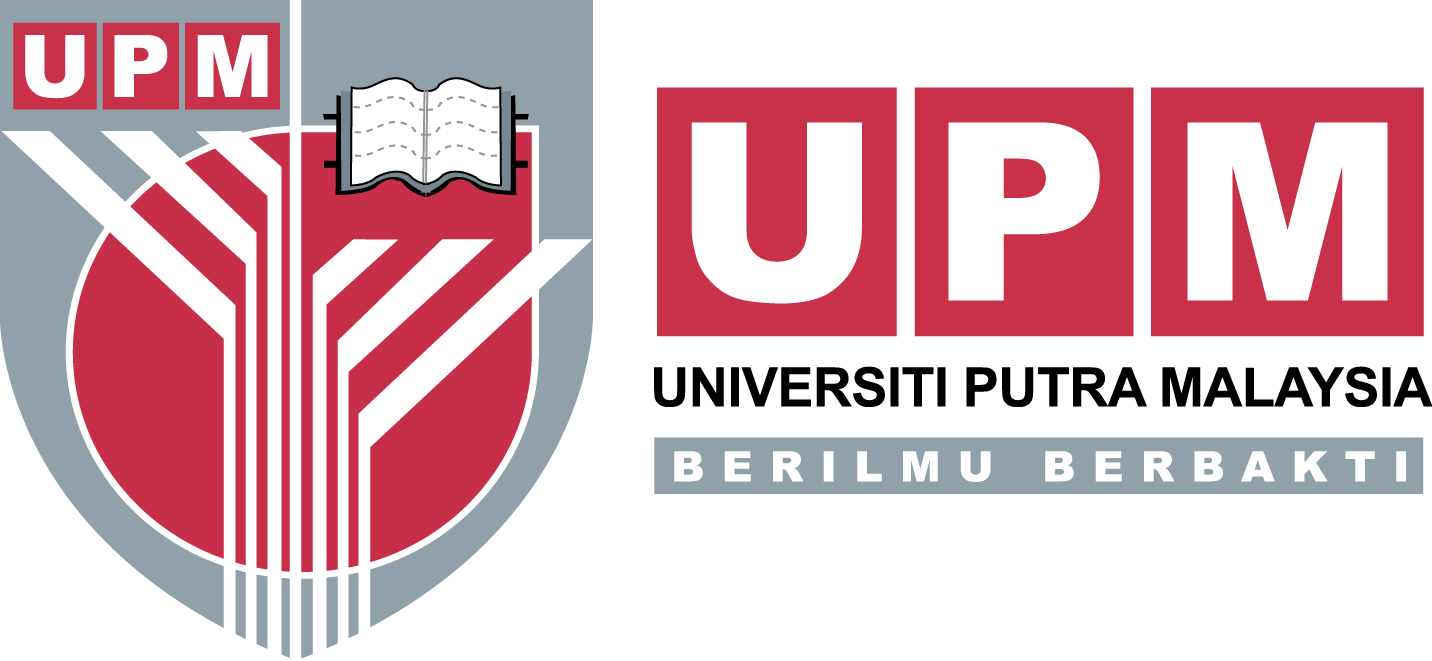 UPM
UPM
UNIVERSITI PUTRA MALAYSIA
BERILMU BERBAKTI